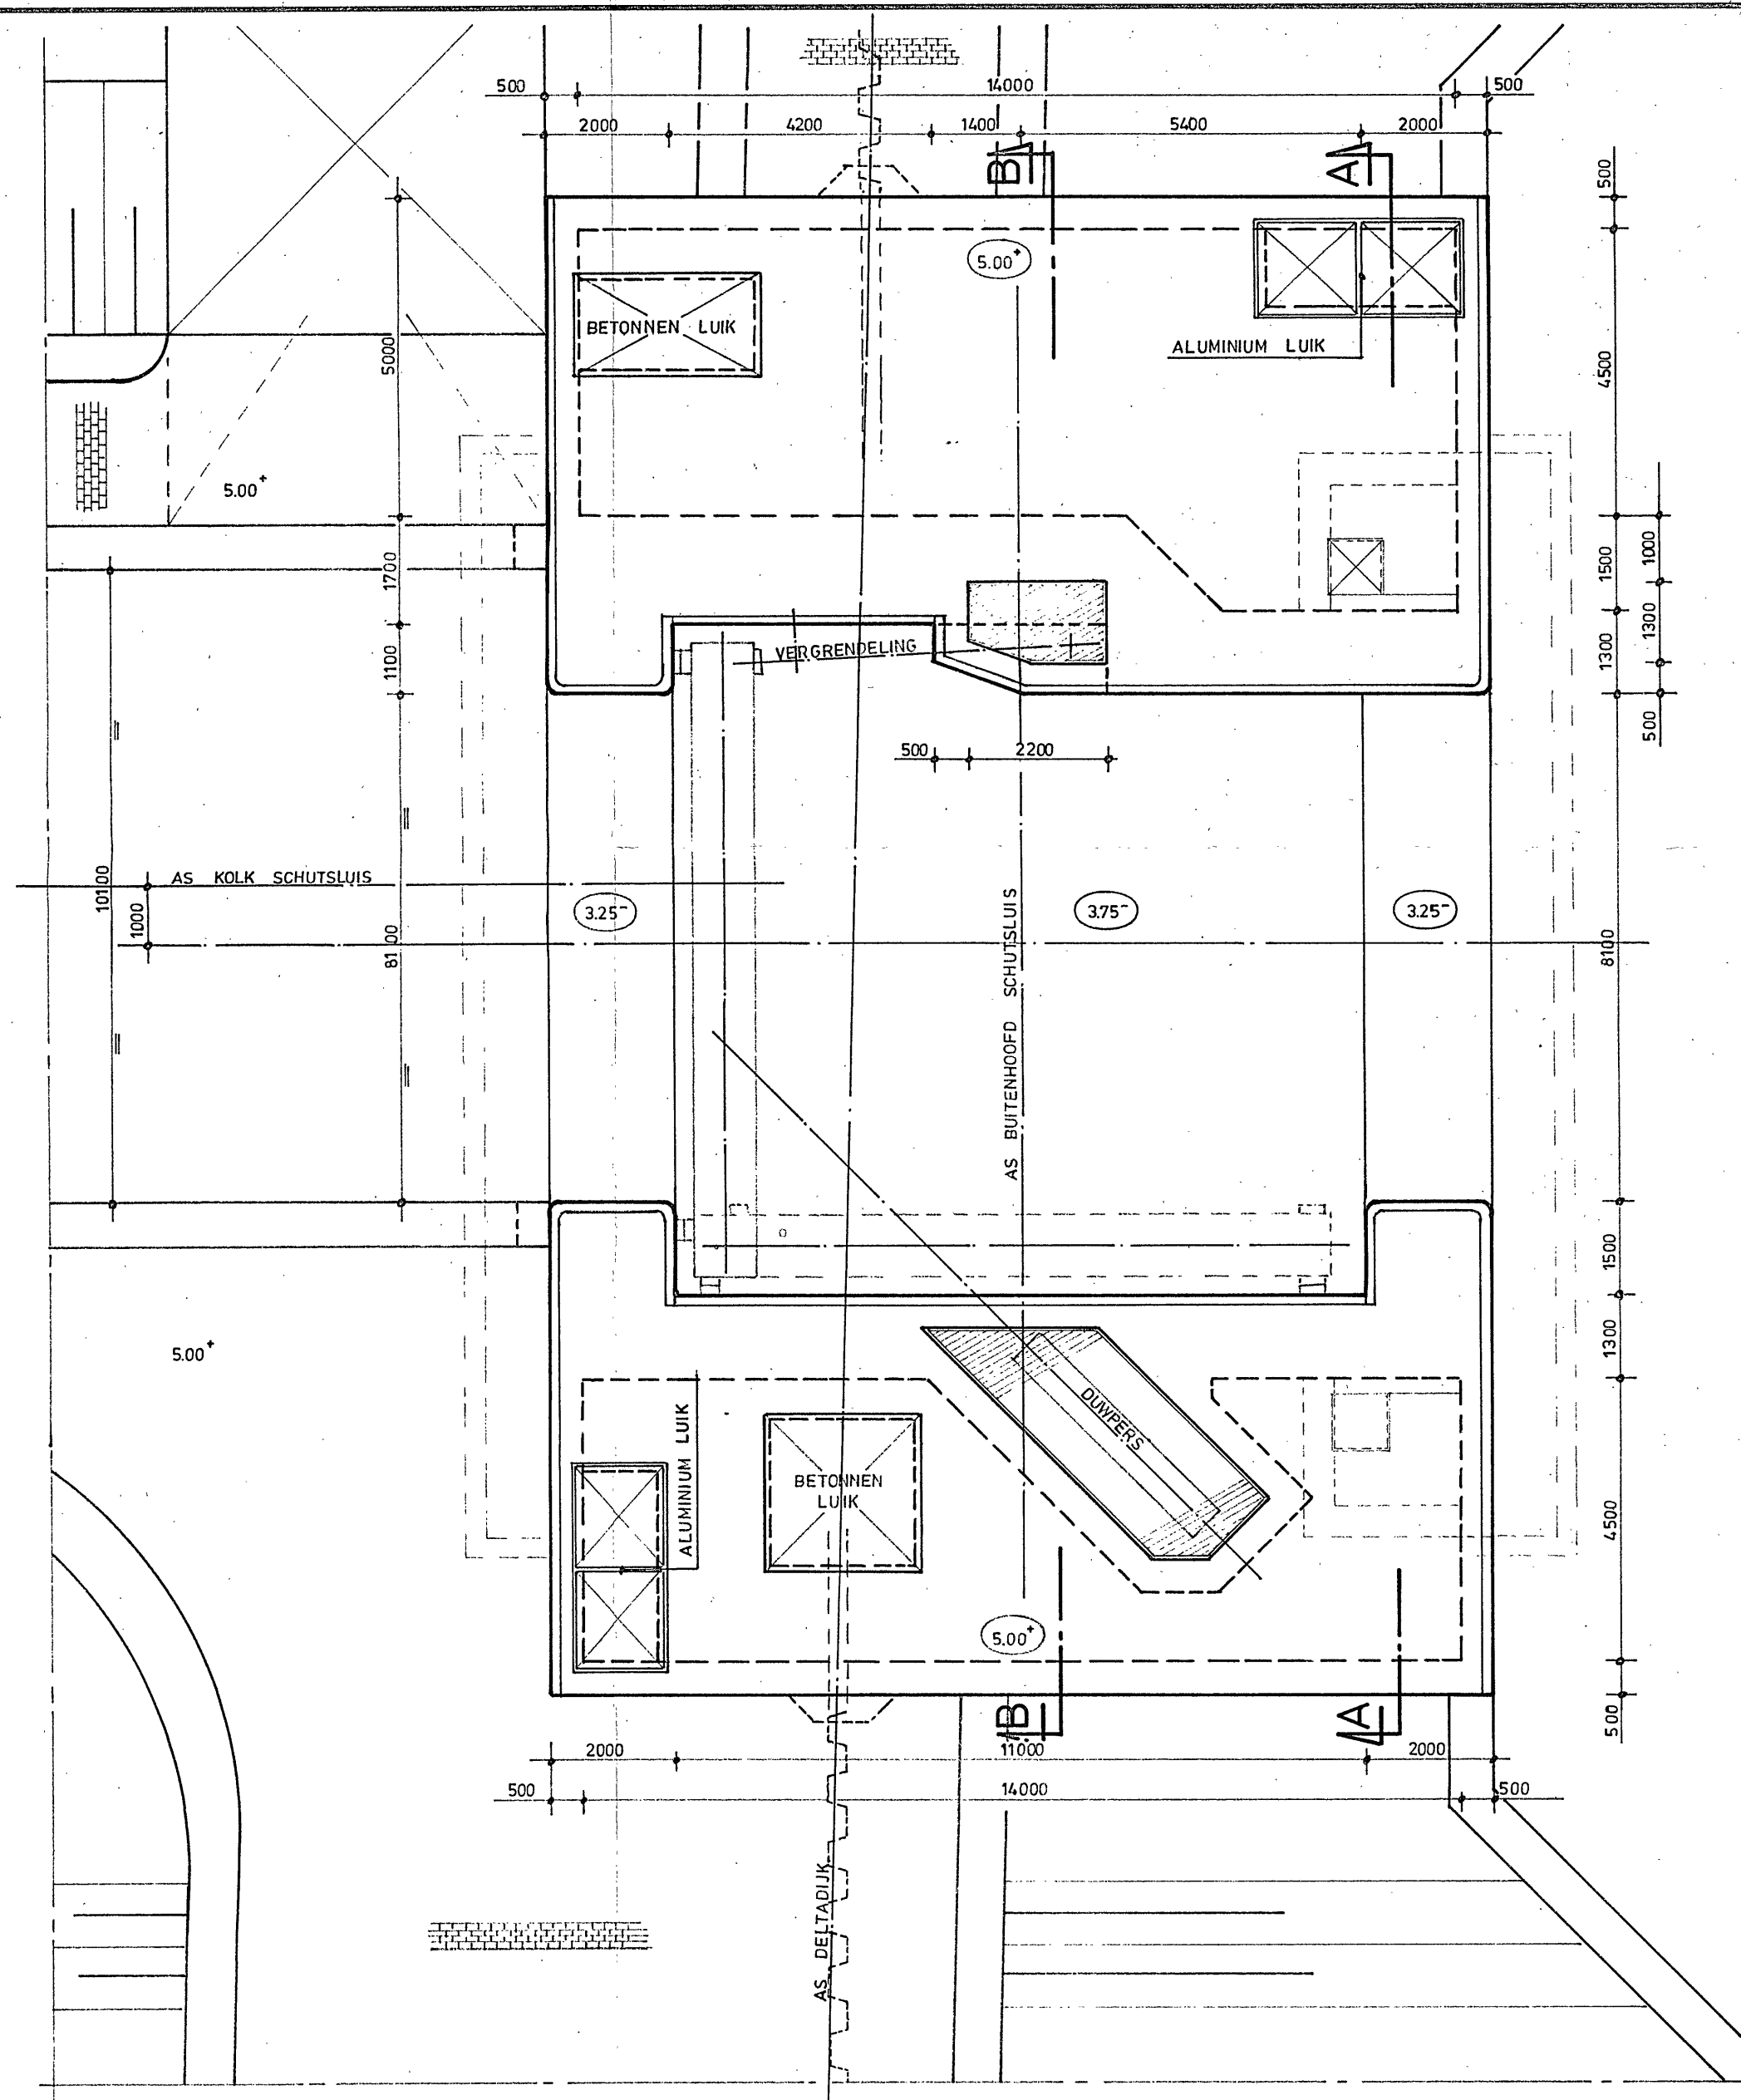 500 14000 500
2000 4200 1400 5400 2000
B A
500
5.00+
BETONNEN LUIK
ALUMINIUM LUIK
5000
4500
5.00+
1700
1500
1000
1100
VERGRENDELING
1300
1300
500
500 2200
AS KOLK SCHUTSLUIS
10100
1000
8100
3.25-
3.75-
3.25-
8100
AS BUITENHOOFD SCHUTSLUIS
1500
5.00+
1300
DUWPERS
ALUMINIUM LUIK
BETONNEN
LUIK
4500
5.00+
B A
500
2000 11000 2000
500 14000 500
AS DELTADIJK